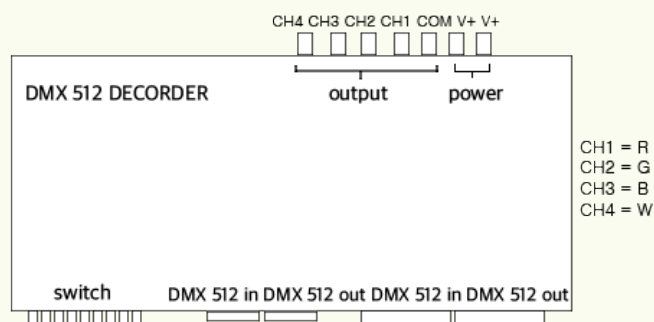 CH4 CH3 CH2 CH1 COM V+ V+
DMX 512 DECORDER
output
power
CH1 = R
CH2 = G
CH3 = B
CH4 = W
switch
DMX 512 in DMX 512 out DMX 512 in DMX 512 out